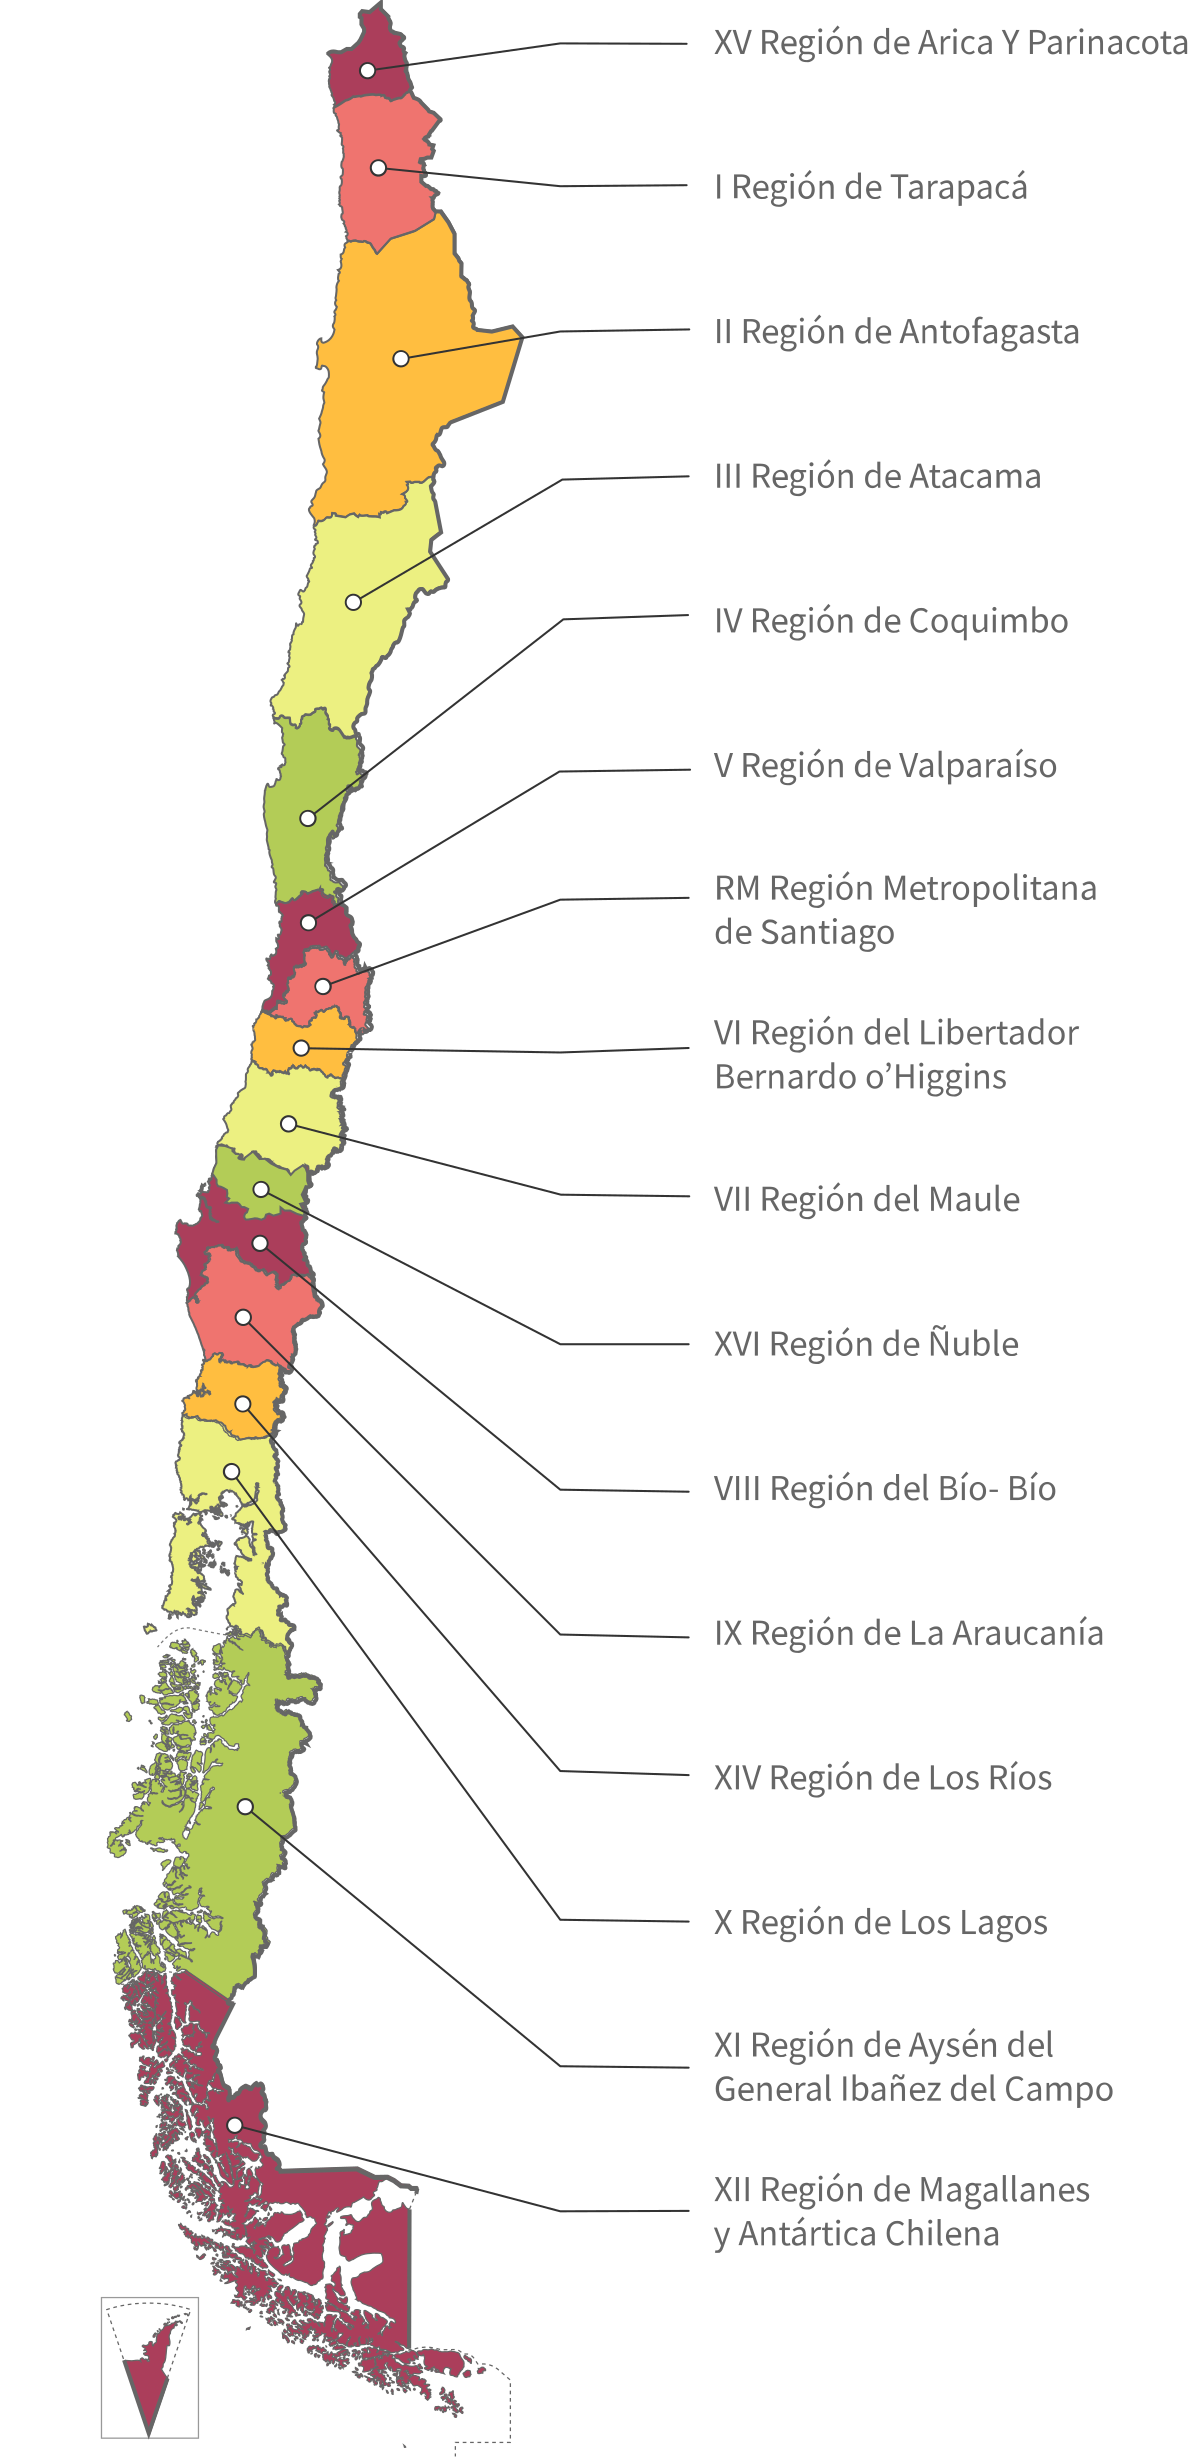 XV Región de Arica Y Parinacota
I Región de Tarapacá
II Región de Antofagasta
III Región de Atacama
IV Región de Coquimbo
V Región de Valparaíso
RM Región Metropolitana
de Santiago
VI Región del Libertador
Bernardo o’Higgins
VII Región del Maule
XVI Región de Ñuble
VIII Región del Bío- Bío
IX Región de La Araucanía
XIV Región de Los Ríos
X Región de Los Lagos
XI Región de Aysén del
General Ibañez del Campo
XII Región de Magallanes
y Antártica Chilena